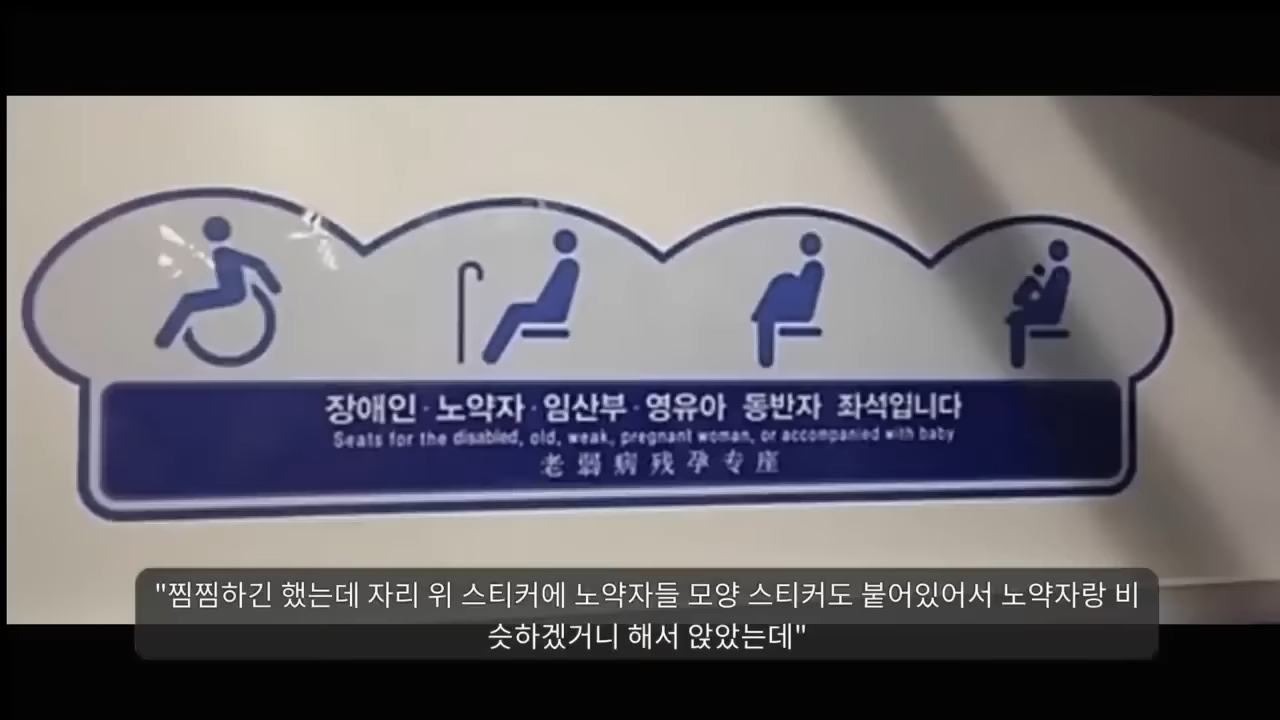 장애인·노약자·임산부·영유아 동반자 좌석입니다
Seats for the disabled, old, weak, pregnant woman, or accompanied with baby
老弱病残孕专座
"찜찜하긴 했는데 자리 위 스티커에 노약자들 모양 스티커도 붙어있어서 노약자랑 비
슷하겠거니 해서 앉았는데"